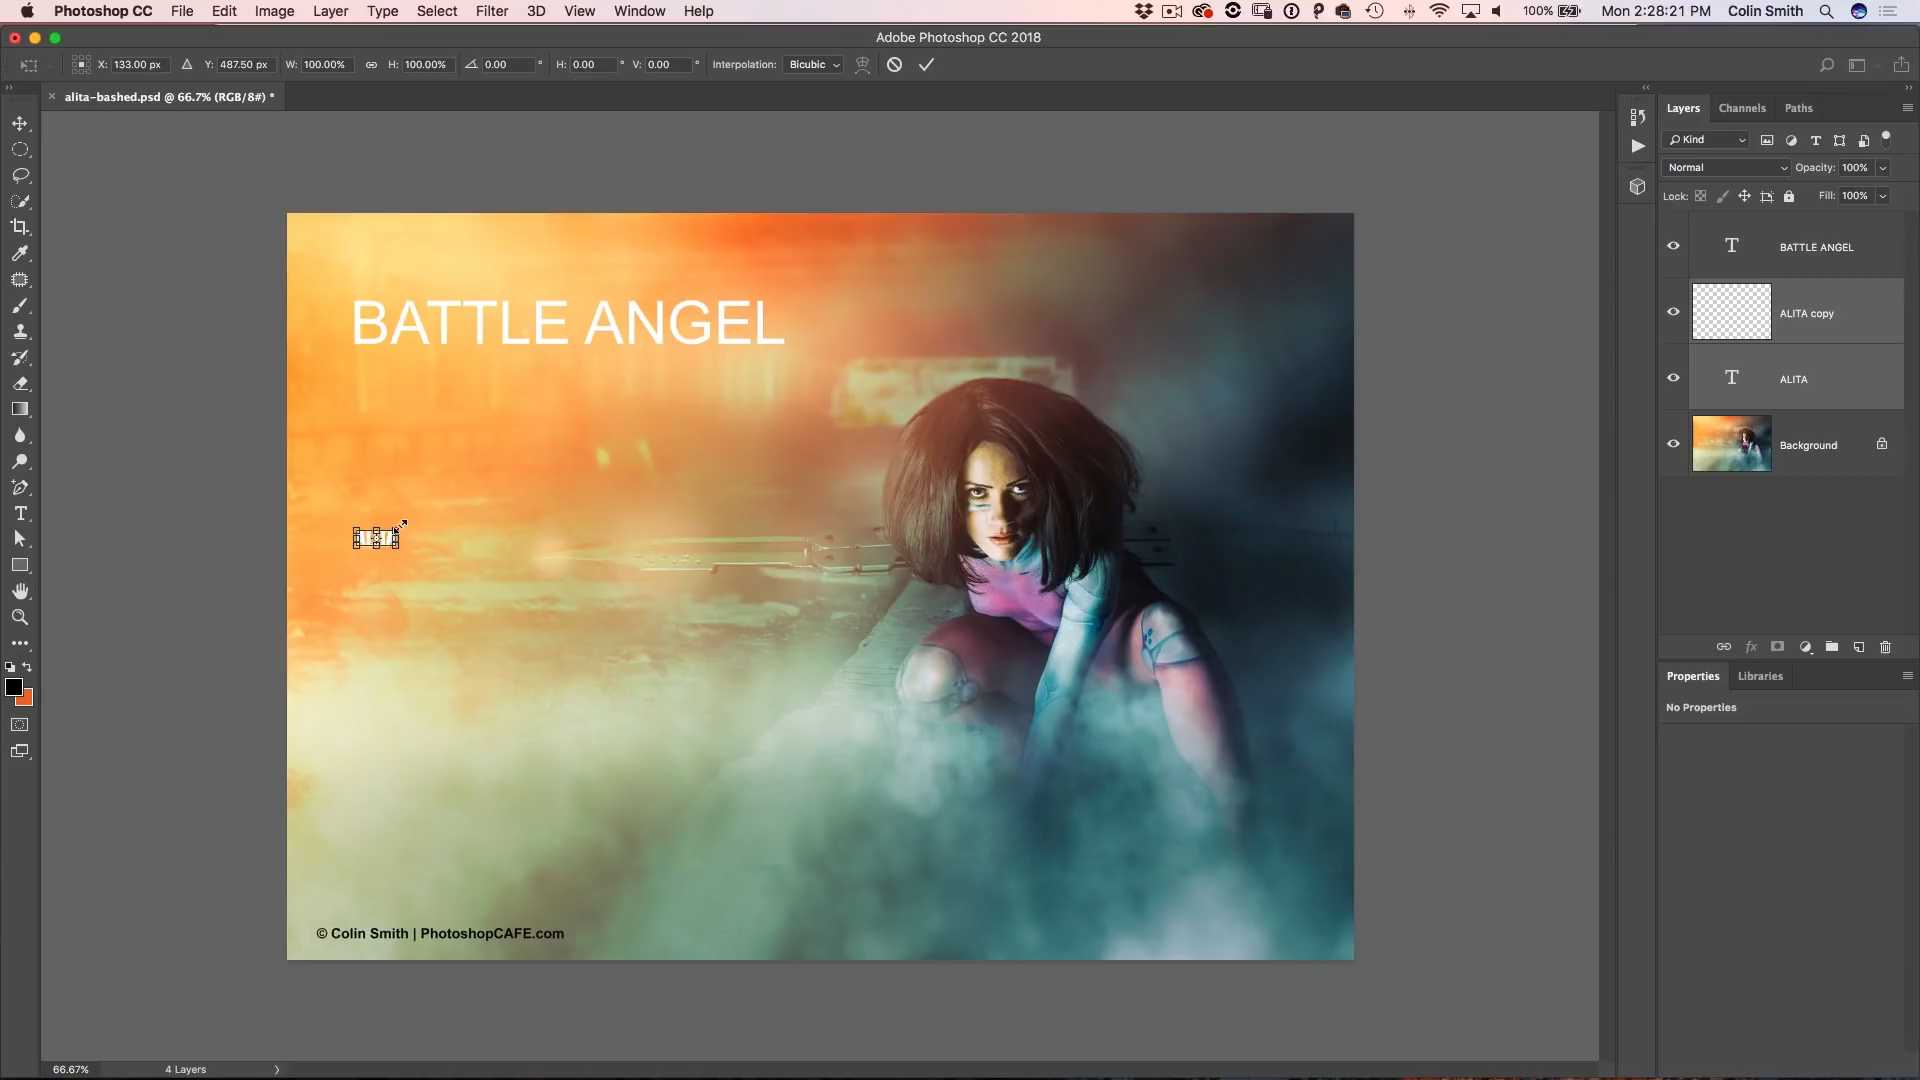 Photoshop CC File Edit Image Layer Type Select Filter 3D View Window Help 100% Mon 2:28:21 PM Colin Smith
Adobe Photoshop CC 2018
X: 133.00 px Y: 487.50 px W: 100.00% H: 100.00% 0.00 ° H: 0.00 ° V: 0.00 ° Interpolation: Bicubic
× alita-bashed.psd @ 66.7% (RGB/8#) *
Layers Channels Paths
Kind
Normal Opacity: 100%
Lock: Fill: 100%
BATTLE ANGEL
ALITA copy
ALITA
Background
Properties Libraries
No Properties
BATTLE ANGEL
© Colin Smith | PhotoshopCAFE.com
66.67% 4 Layers